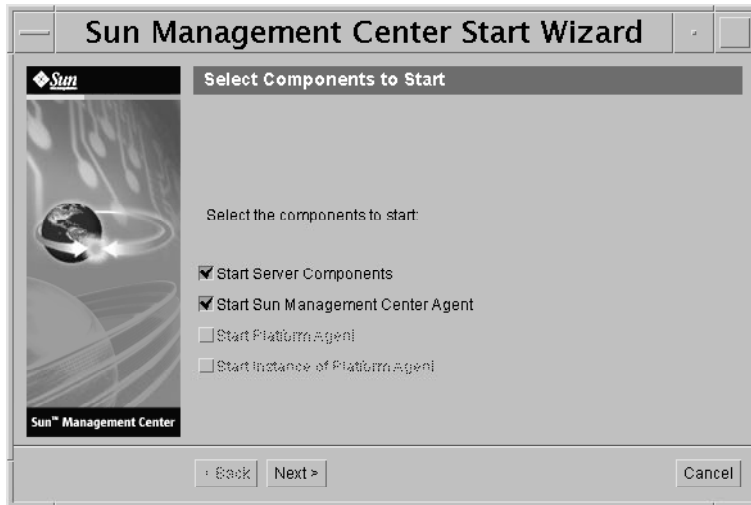 Sun Management Center Start Wizard
Sun
Select Components to Start
Select the components to start:
Start Server Components
Start Sun Management Center Agent
Start Platform Agent
Start Instance of Platform Agent
Sun™ Management Center
< Back Next > Cancel